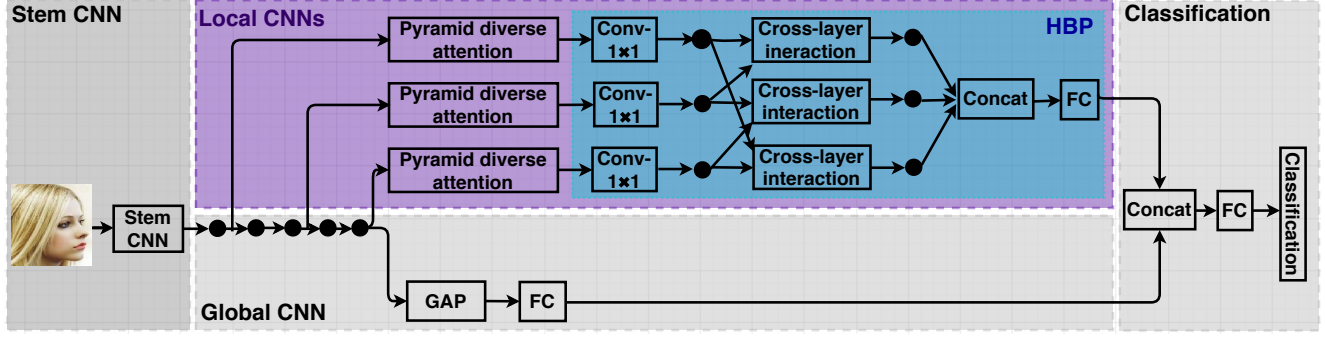 Stem CNN
Local CNNs
HBP
Classification
Pyramid diverse
attention
Conv-
1×1
Cross-layer
ineraction
Pyramid diverse
attention
Conv-
1×1
Cross-layer
interaction
Concat
FC
Pyramid diverse
attention
Conv-
1×1
Cross-layer
interaction
Stem
CNN
Concat
FC
Classification
GAP
FC
Global CNN